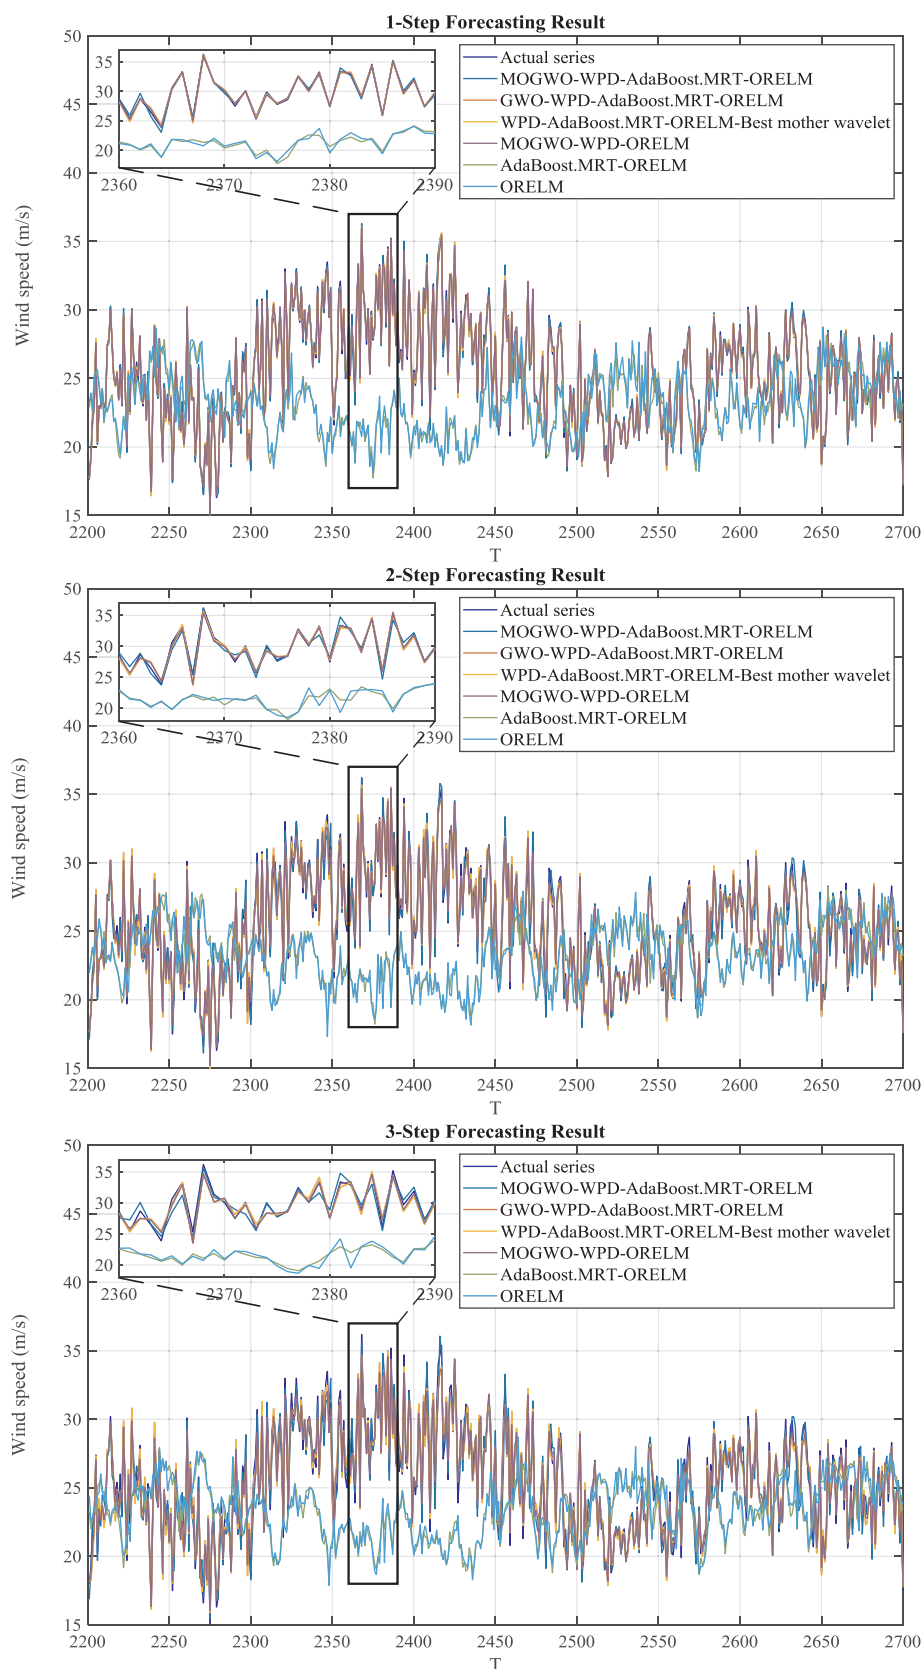 1-Step Forecasting Result
50
45
40
35
30
25
20
15
Wind speed (m/s)
35
30
25
20
2360 2370 2380 2390
Actual series
MOGWO-WPD-AdaBoost.MRT-ORELM
GWO-WPD-AdaBoost.MRT-ORELM
WPD-AdaBoost.MRT-ORELM-Best mother wavelet
MOGWO-WPD-ORELM
AdaBoost.MRT-ORELM
ORELM
2200 2250 2300 2350 2400 2450 2500 2550 2600 2650 2700
T
2-Step Forecasting Result
50
45
40
35
30
25
20
15
Wind speed (m/s)
35
30
25
20
2360 2370 2380 2390
Actual series
MOGWO-WPD-AdaBoost.MRT-ORELM
GWO-WPD-AdaBoost.MRT-ORELM
WPD-AdaBoost.MRT-ORELM-Best mother wavelet
MOGWO-WPD-ORELM
AdaBoost.MRT-ORELM
ORELM
2200 2250 2300 2350 2400 2450 2500 2550 2600 2650 2700
T
3-Step Forecasting Result
50
45
40
35
30
25
20
15
Wind speed (m/s)
35
30
25
20
2360 2370 2380 2390
Actual series
MOGWO-WPD-AdaBoost.MRT-ORELM
GWO-WPD-AdaBoost.MRT-ORELM
WPD-AdaBoost.MRT-ORELM-Best mother wavelet
MOGWO-WPD-ORELM
AdaBoost.MRT-ORELM
ORELM
2200 2250 2300 2350 2400 2450 2500 2550 2600 2650 2700
T